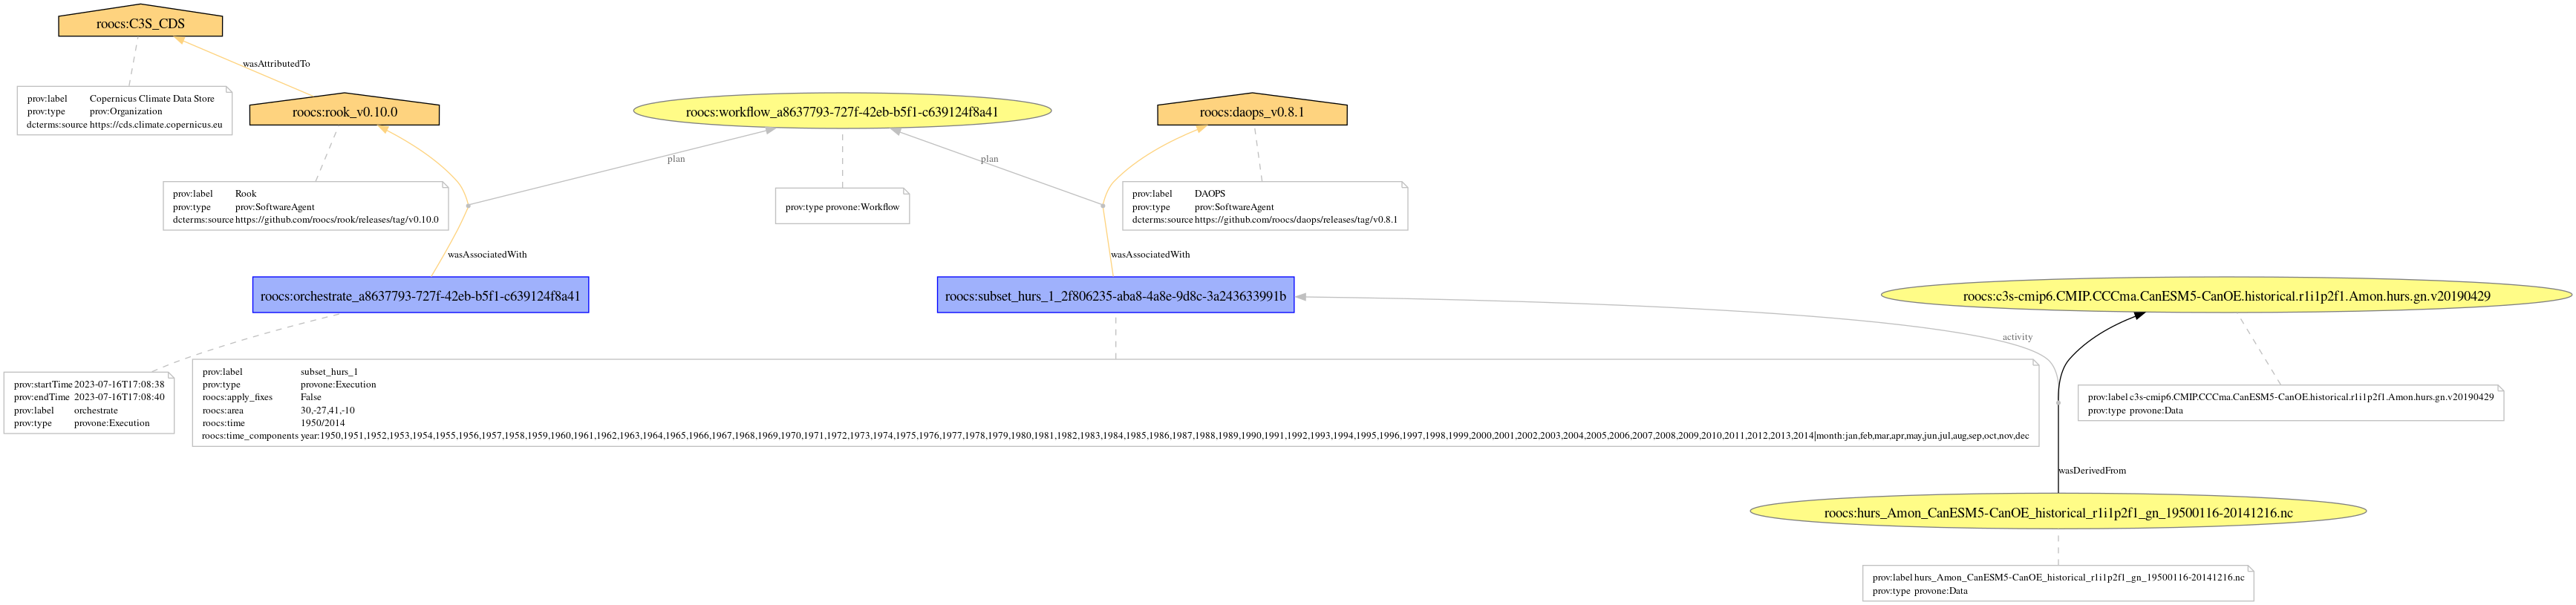 roocs:C3S_CDS
wasAttributedTo
prov:label Copernicus Climate Data Store
prov:type prov:Organization
dcterms:source https://cds.climate.copernicus.eu
roocs:rook_v0.10.0
roocs:workflow_a8637793-727f-42eb-b5f1-c639124f8a41
roocs:daops_v0.8.1
plan
plan
prov:label Rook
prov:type prov:SoftwareAgent
dcterms:source https://github.com/roocs/rook/releases/tag/v0.10.0
prov:type provone:Workflow
prov:label DAOPS
prov:type prov:SoftwareAgent
dcterms:source https://github.com/roocs/daops/releases/tag/v0.8.1
wasAssociatedWith
wasAssociatedWith
roocs:orchestrate_a8637793-727f-42eb-b5f1-c639124f8a41
roocs:subset_hurs_1_2f806235-aba8-4a8e-9d8c-3a243633991b
roocs:c3s-cmip6.CMIP.CCCma.CanESM5-CanOE.historical.r1i1p2f1.Amon.hurs.gn.v20190429
activity
prov:startTime 2023-07-16T17:08:38
prov:endTime 2023-07-16T17:08:40
prov:label orchestrate
prov:type provone:Execution
prov:label subset_hurs_1
prov:type provone:Execution
roocs:apply_fixes False
roocs:area 30,-27,41,-10
roocs:time 1950/2014
roocs:time_components year:1950,1951,1952,1953,1954,1955,1956,1957,1958,1959,1960,1961,1962,1963,1964,1965,1966,1967,1968,1969,1970,1971,1972,1973,1974,1975,1976,1977,1978,1979,1980,1981,1982,1983,1984,1985,1986,1987,1988,1989,1990,1991,1992,1993,1994,1995,1996,1997,1998,1999,2000,2001,2002,2003,2004,2005,2006,2007,2008,2009,2010,2011,2012,2013,2014|month:jan,feb,mar,apr,may,jun,jul,aug,sep,oct,nov,dec
prov:label c3s-cmip6.CMIP.CCCma.CanESM5-CanOE.historical.r1i1p2f1.Amon.hurs.gn.v20190429
prov:type provone:Data
wasDerivedFrom
roocs:hurs_Amon_CanESM5-CanOE_historical_r1i1p2f1_gn_19500116-20141216.nc
prov:label hurs_Amon_CanESM5-CanOE_historical_r1i1p2f1_gn_19500116-20141216.nc
prov:type provone:Data